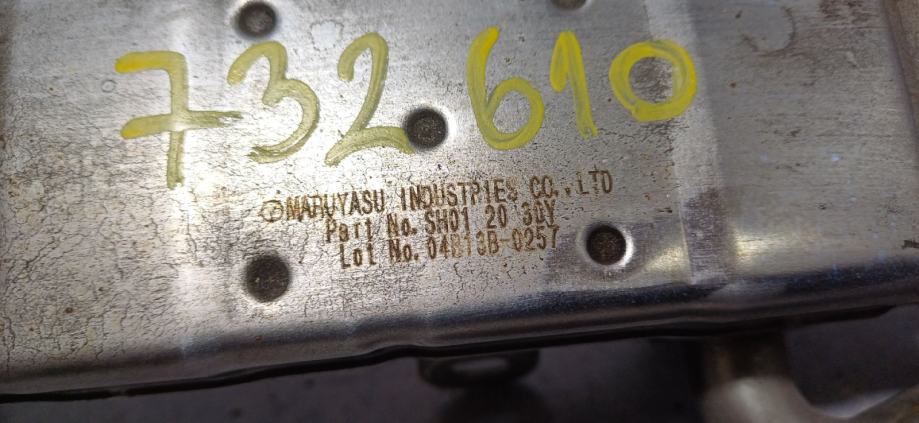 732 610
MARUYASU INDUSTRIES CO.,LTD
Part No. SH01 20 30Y
Lot No. 04B13B-0257